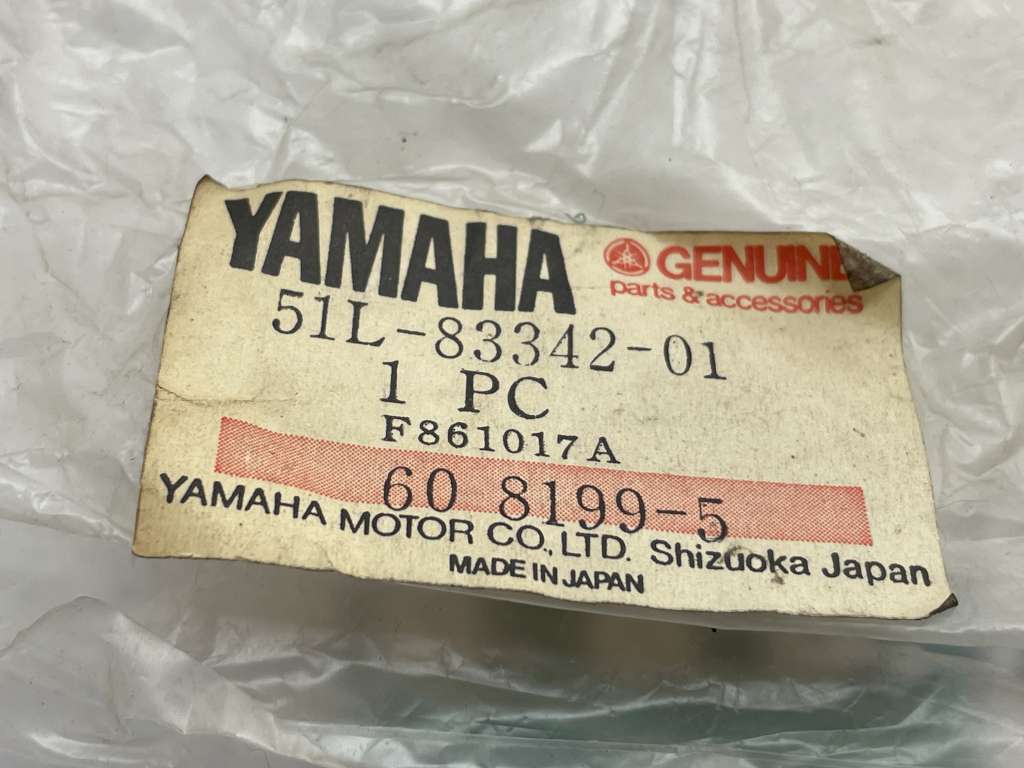 YAMAHA
GENUINE
parts & accessories
51L-83342-01
1 PC
F861017A
60 8199-5
YAMAHA MOTOR CO., LTD. Shizuoka Japan
MADE IN JAPAN